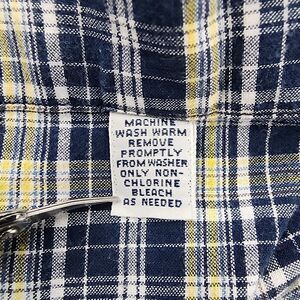 MACHINE
WASH WARM
REMOVE
PROMPTLY
FROM WASHER
ONLY NON-
CHLORINE
BLEACH
AS NEEDED